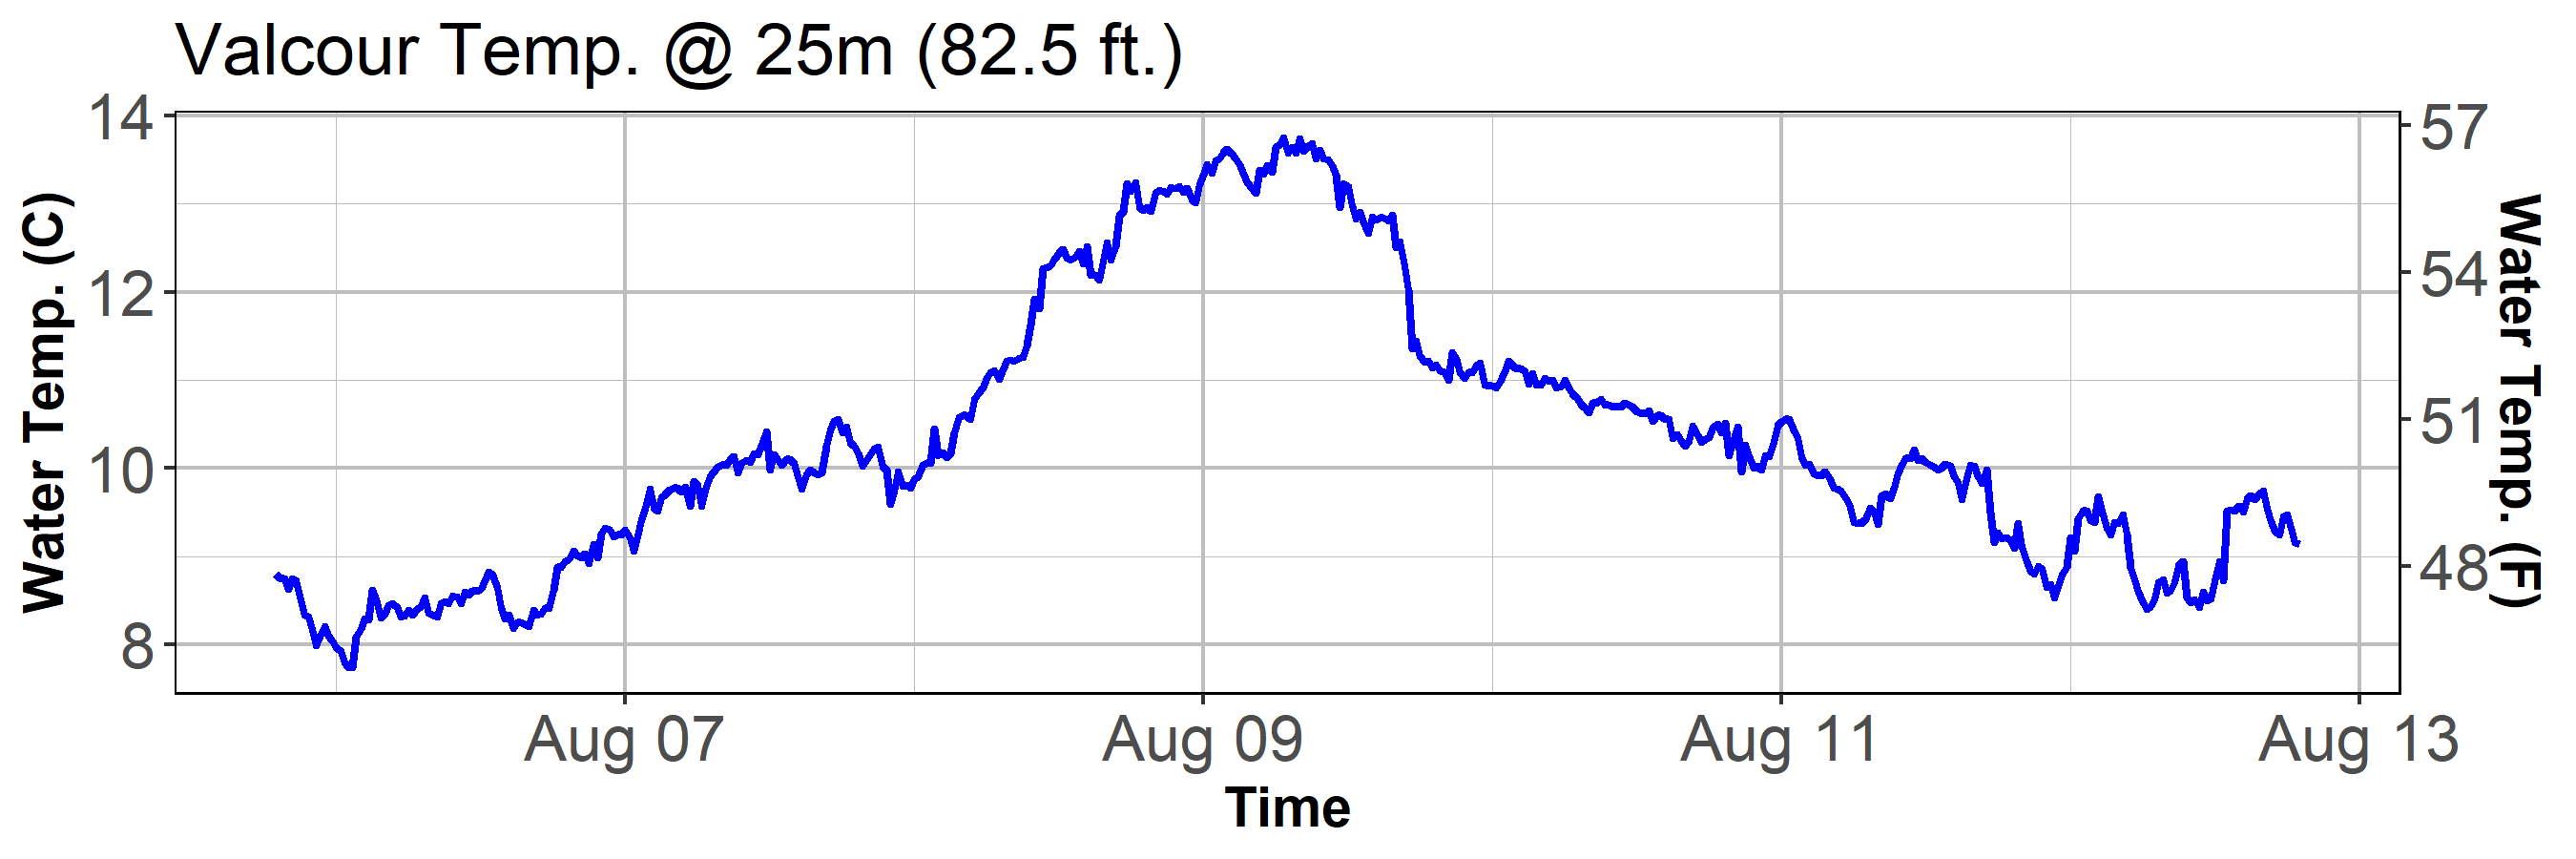 Valcour Temp. @ 25m (82.5 ft.)
Water Temp. (C)
14
12
10
8
57
54
51
48
Water Temp. (F)
Aug 07
Aug 09
Aug 11
Aug 13
Time